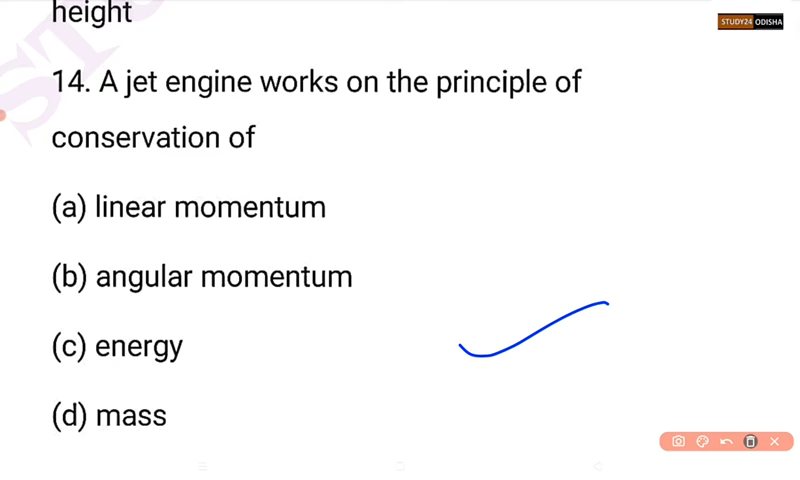 height
STUDY24 ODISHA
14. A jet engine works on the principle of
conservation of
(a) linear momentum
(b) angular momentum
(c) energy
(d) mass